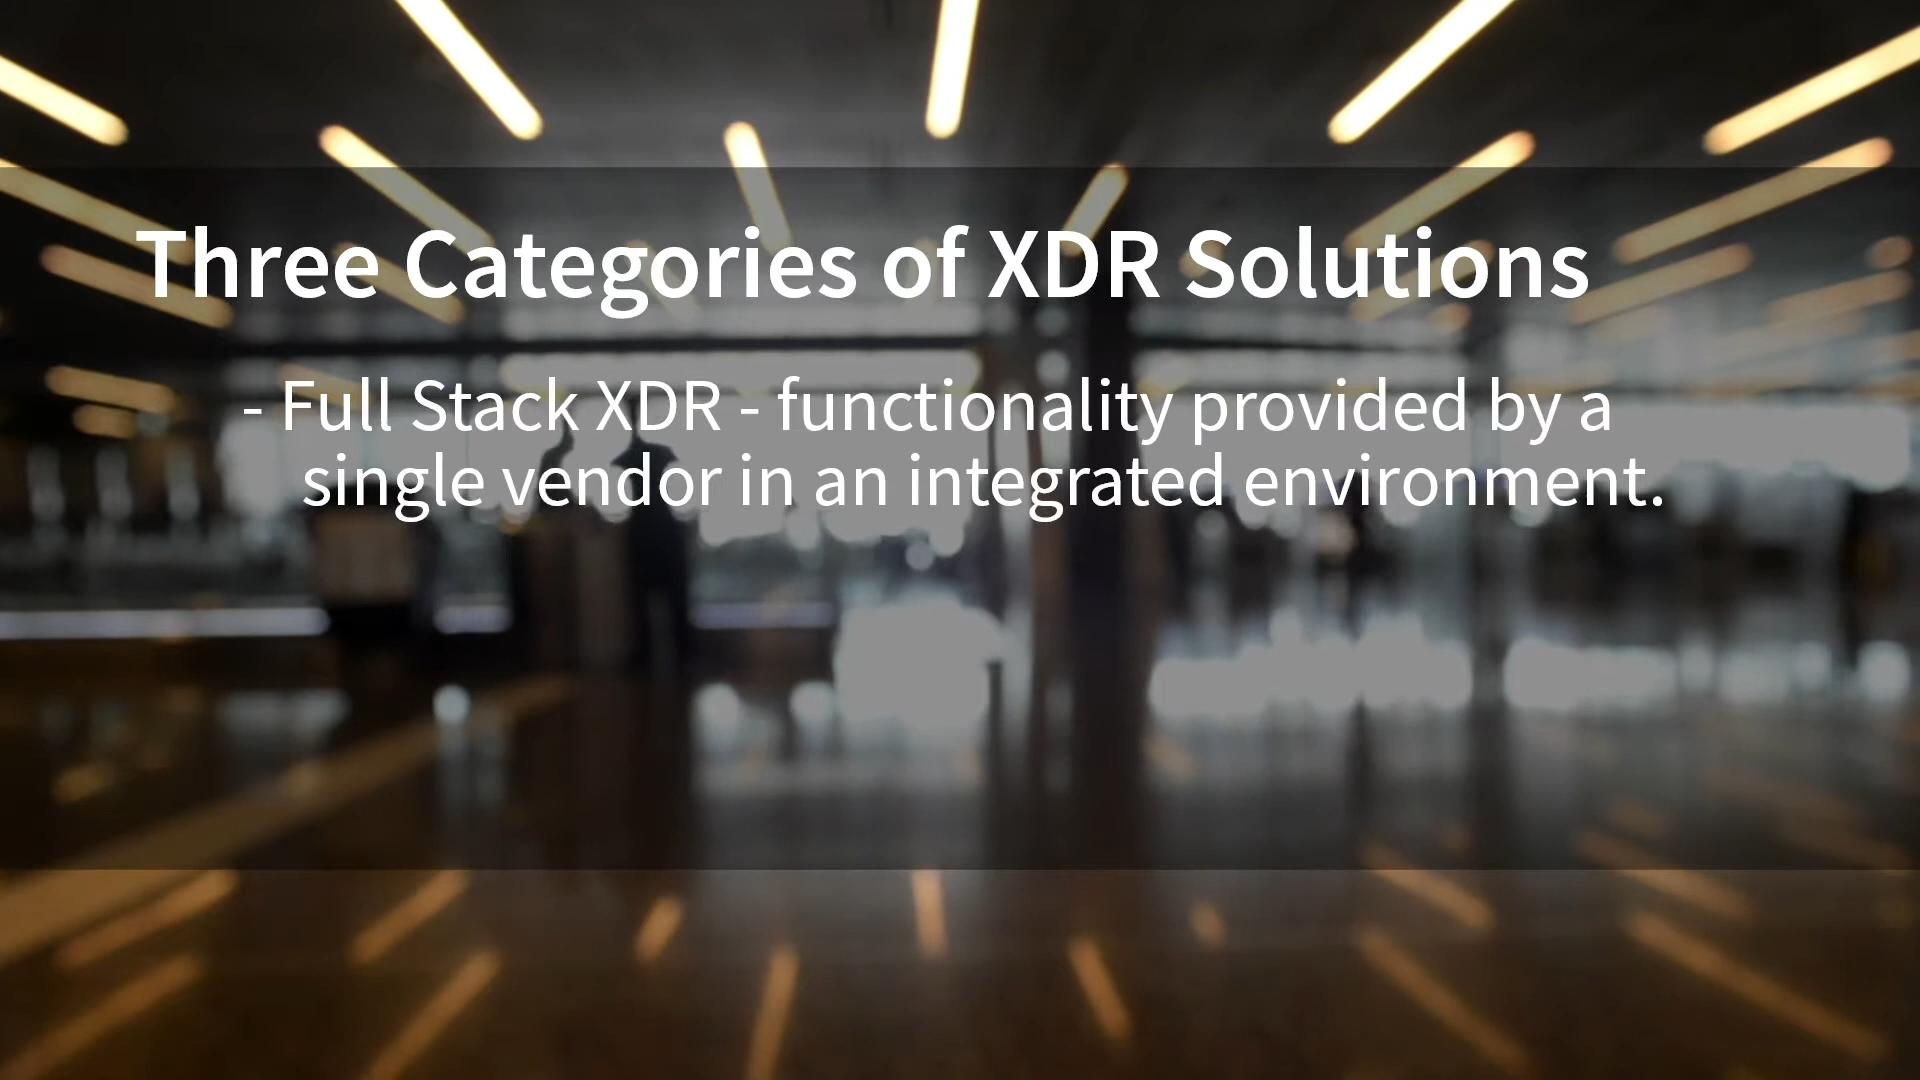 Three Categories of XDR Solutions
- Full Stack XDR - functionality provided by a
single vendor in an integrated environment.